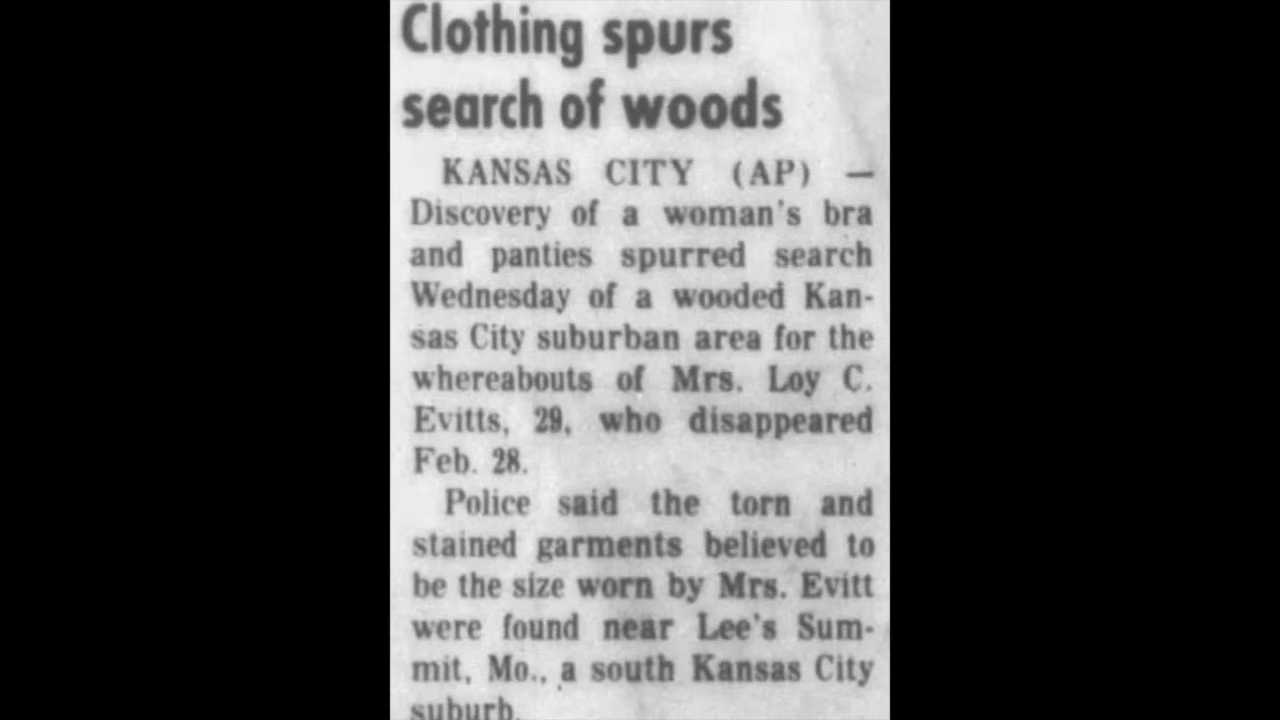 Clothing spurs
search of woods
KANSAS CITY (AP) —
Discovery of a woman's bra
and panties spurred search
Wednesday of a wooded Kan-
sas City suburban area for the
whereabouts of Mrs. Loy C.
Evitts, 29, who disappeared
Feb. 28.
Police said the torn and
stained garments believed to
be the size worn by Mrs. Evitt
were found near Lee's Sum-
mit, Mo., a south Kansas City
suburb.